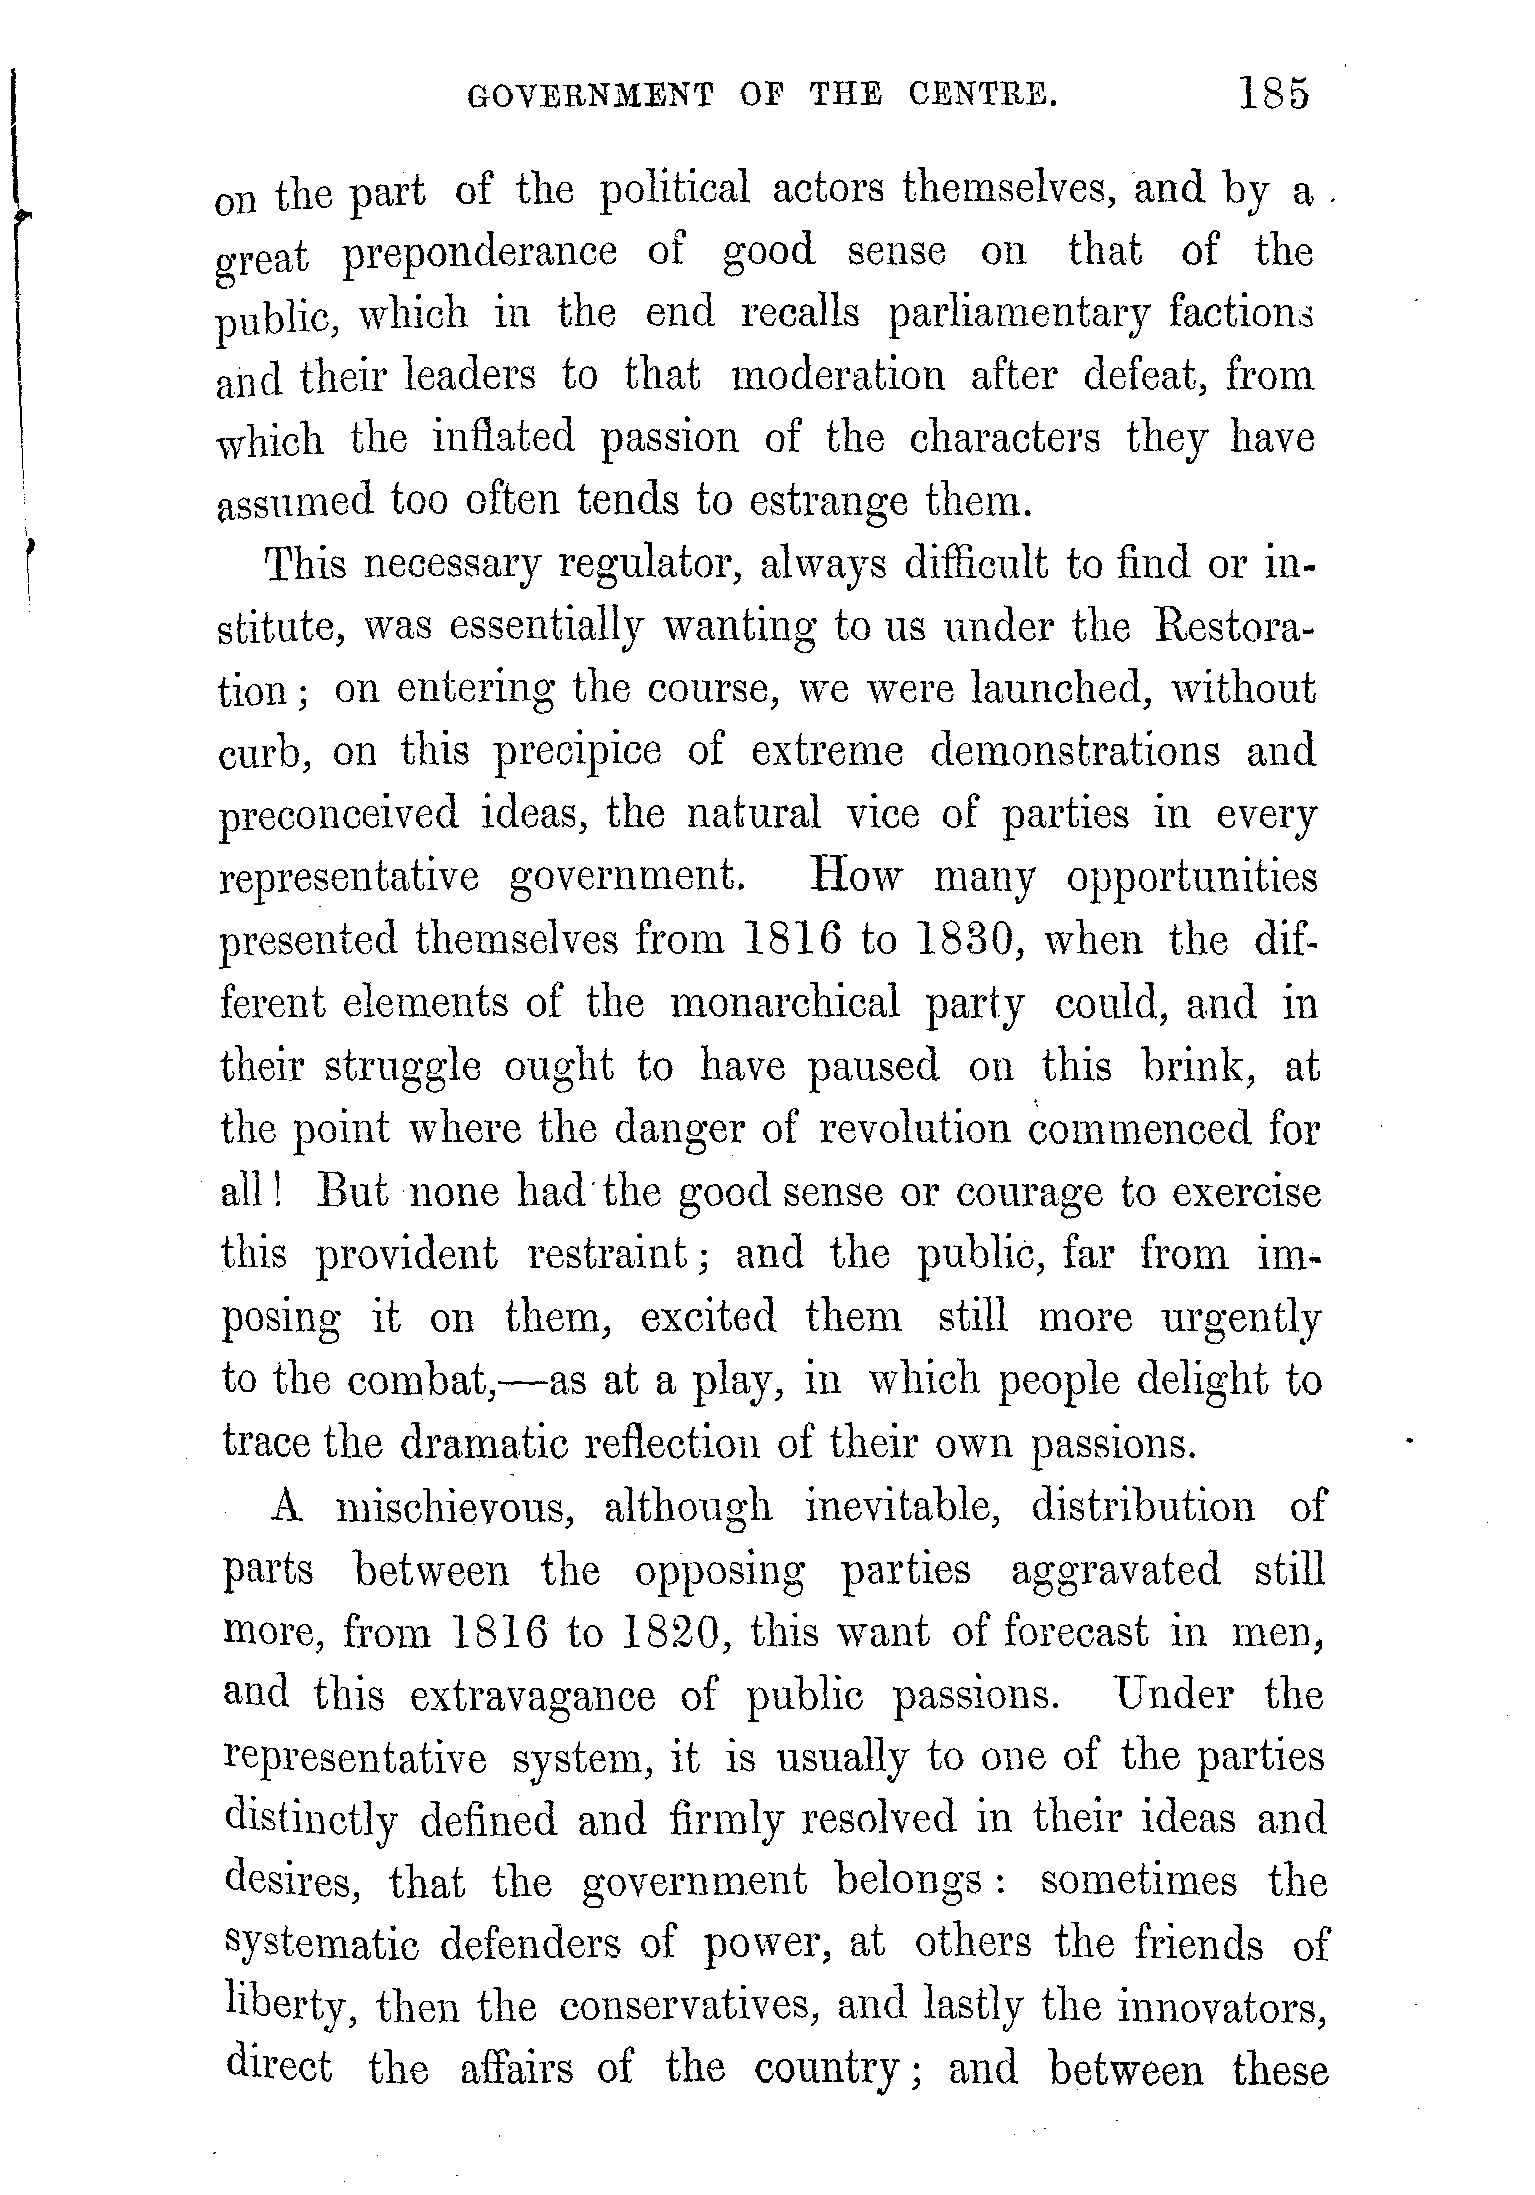 GOVERNMENT OF THE CENTRE. 185
on the part of the political actors themselves, and by a
great preponderance of good sense on that of the
public, which in the end recalls parliamentary factions
and their leaders to that moderation after defeat, from
which the inflated passion of the characters they have
assumed too often tends to estrange them.
This necessary regulator, always difficult to find or in-
stitute, was essentially wanting to us under the Restora-
tion; on entering the course, we were launched, without
curb, on this precipice of extreme demonstrations and
preconceived ideas, the natural vice of parties in every
representative government. How many opportunities
presented themselves from 1816 to 1830, when the dif-
ferent elements of the monarchical party could, and in
their struggle ought to have paused on this brink, at
the point where the danger of revolution commenced for
all! But none had the good sense or courage to exercise
this provident restraint; and the public, far from im-
posing it on them, excited them still more urgently
to the combat,—as at a play, in which people delight to
trace the dramatic reflection of their own passions.
A mischievous, although inevitable, distribution of
parts between the opposing parties aggravated still
more, from 1816 to 1820, this want of forecast in men,
and this extravagance of public passions. Under the
representative system, it is usually to one of the parties
distinctly defined and firmly resolved in their ideas and
desires, that the government belongs: sometimes the
systematic defenders of power, at others the friends of
liberty, then the conservatives, and lastly the innovators,
direct the affairs of the country; and between these